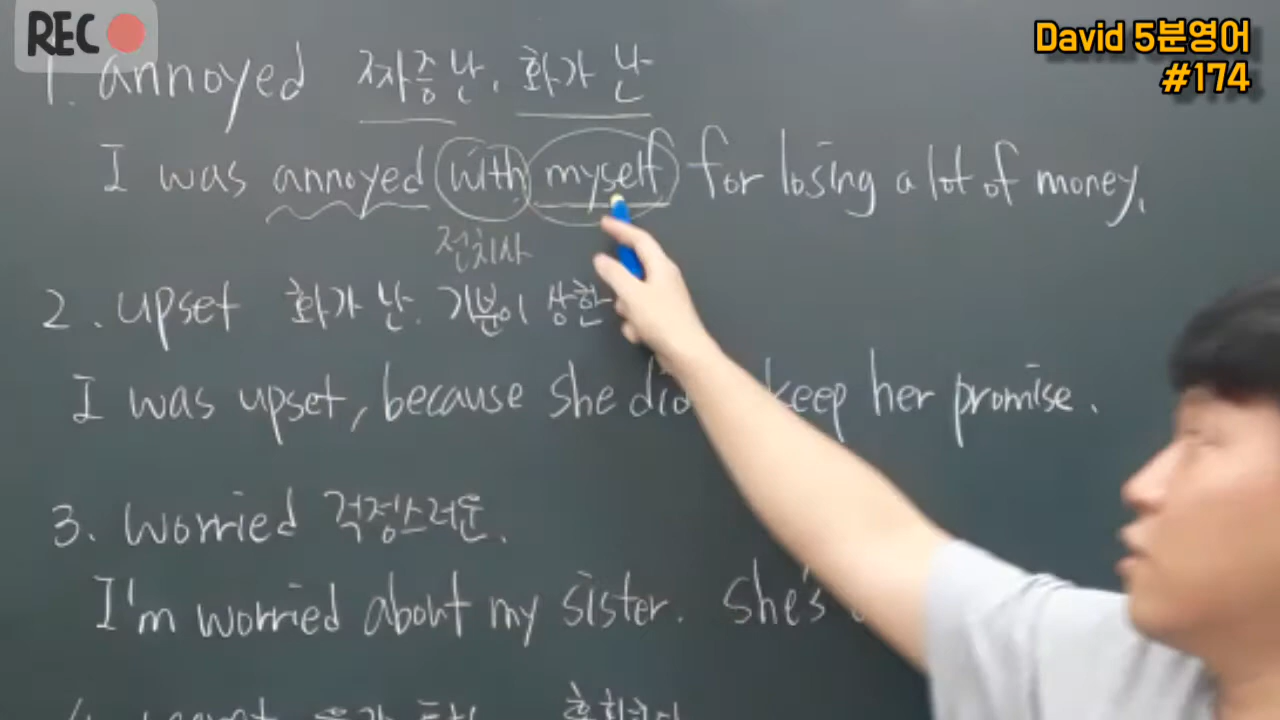 REC
David 5분영어
#174
1. annoyed 짜증난. 화가 난
I was annoyed with myself for losing a lot of money.
전치사
2. upset 화가 난. 기분이 상한
I was upset, because she keep her promise.
3. worried 걱정스러운.
I'm worried about my sister. she's